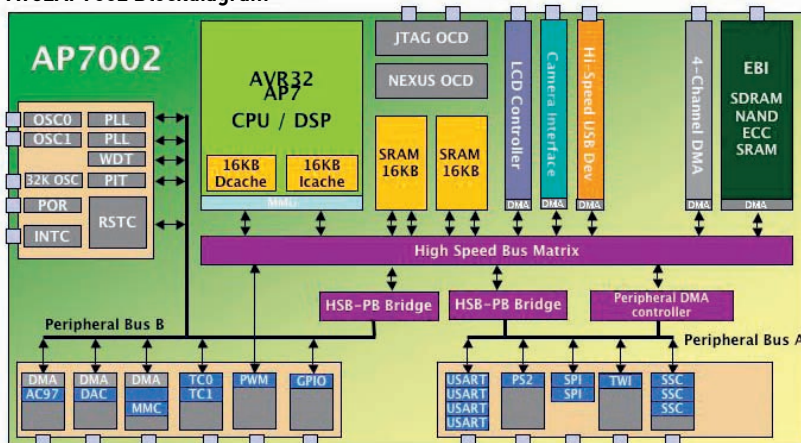 AP7002
OSC0 PLL
OSC1 PLL
WDT
32K OSC PIT
POR
RSTC
INTC
AVR32
AP7
CPU / DSP
16KB
Dcache
16KB
Icache
JTAG OCD
NEXUS OCD
SRAM
16KB
SRAM
16KB
LCD Controller
DMA
Camera Interface
DMA
Hi-Speed USB Dev
DMA
4-Channel DMA
DMA
EBI
SDRAM
NAND
ECC
SRAM
DMA
High Speed Bus Matrix
HSB-PB Bridge
HSB-PB Bridge
Peripheral DMA
controller
Peripheral Bus B
Peripheral Bus A
DMA
AC97
DMA
DAC
DMA
MMC
TC0
TC1
PWM
GPIO
USART
USART
USART
USART
PS2
SPI
SPI
TWI
SSC
SSC
SSC